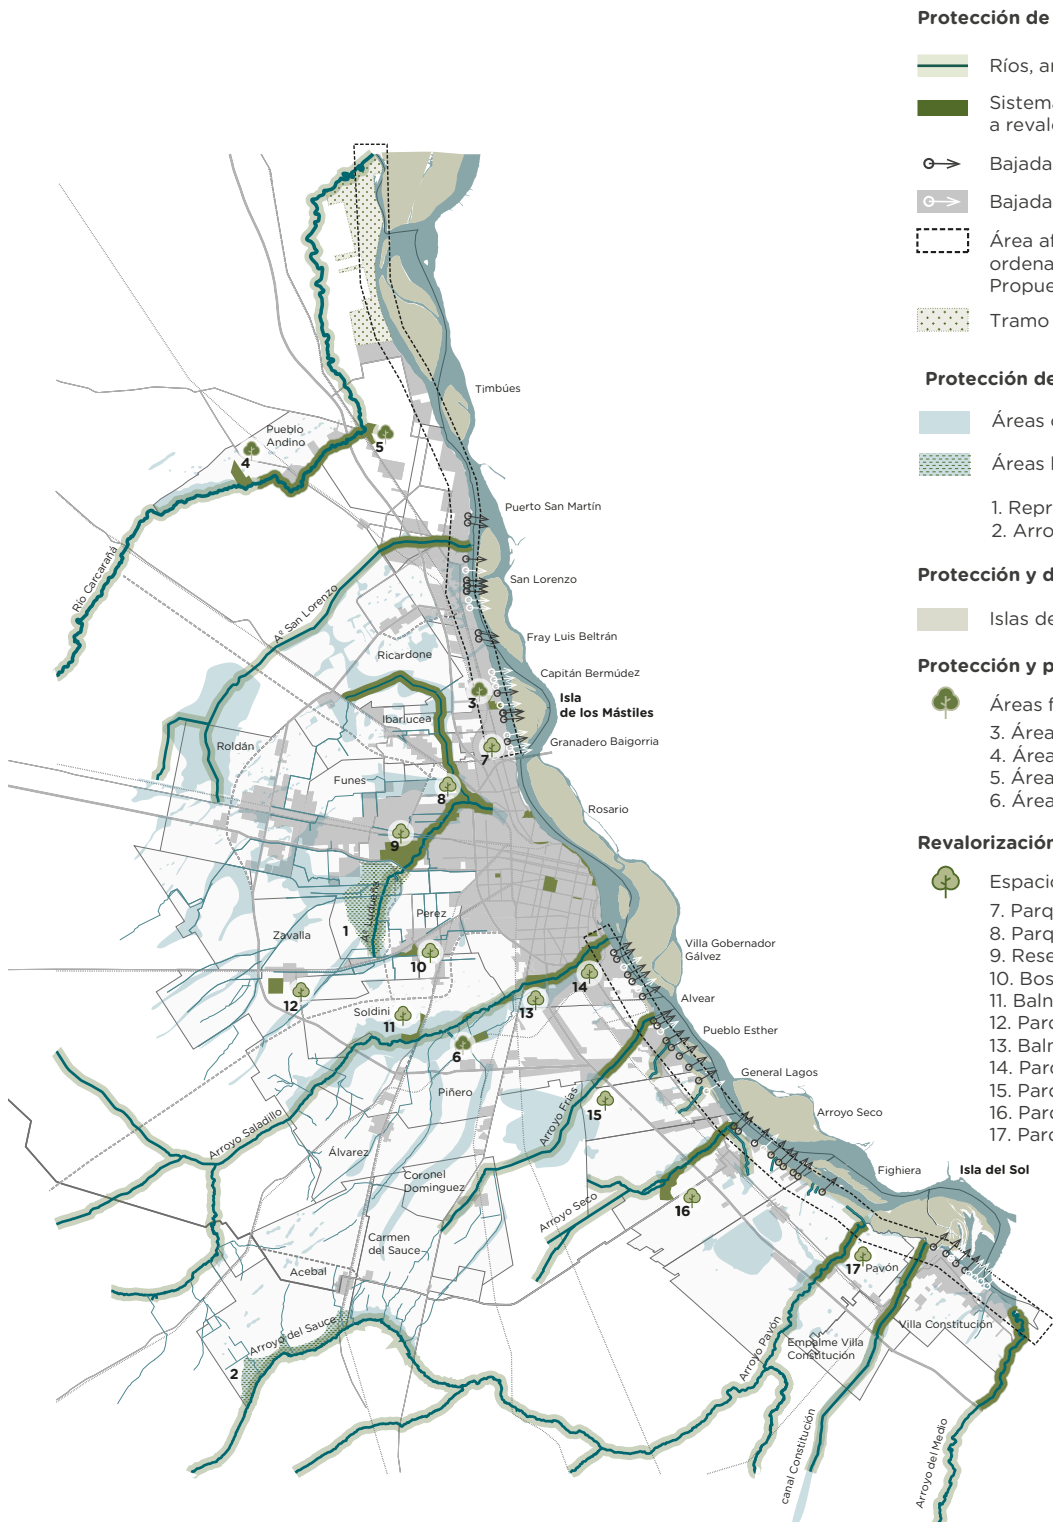 Protección de
Ríos, a
Sistema
a revalo
Bajada
Bajada
Área af
ordena
Propue
Tramo
Protección de
Áreas
Áreas
1. Repr
2. Arro
Protección y d
Islas de
Protección y p
Áreas f
3. Área
4. Área
5. Área
6. Área
Revalorización
Espacio
7. Parq
8. Parq
9. Rese
10. Bos
11. Baln
12. Parq
13. Baln
14. Parq
15. Parq
16. Parq
17. Parq
Timbúes
Pueblo
Andino
4
5
Puerto San Martín
Río Carcarañá
San Lorenzo
Aº San Lorenzo
Fray Luis Beltrán
Ricardone
Capitán Bermúdez
3
Isla
de los Mástiles
Ibarlucea
Granadero Baigorria
Roldán
7
Funes
8
Rosario
9
Perez
1
Zavalla
Villa Gobernador
Gálvez
10
14
12
Alvear
13
Soldini
11
Pueblo Esther
6
General Lagos
Piñero
15
Arroyo Seco
Arroyo Frías
Arroyo Saladillo
Álvarez
Fighiera
Isla del Sol
Coronel
Dominguez
Arroyo Seco
16
Carmen
del Sauce
17
Pavón
Acebal
Arroyo del Sauce
Villa Constitución
Arroyo Pavón
Empalme Villa
Constitución
2
canal Constitución
Arroyo del Medio